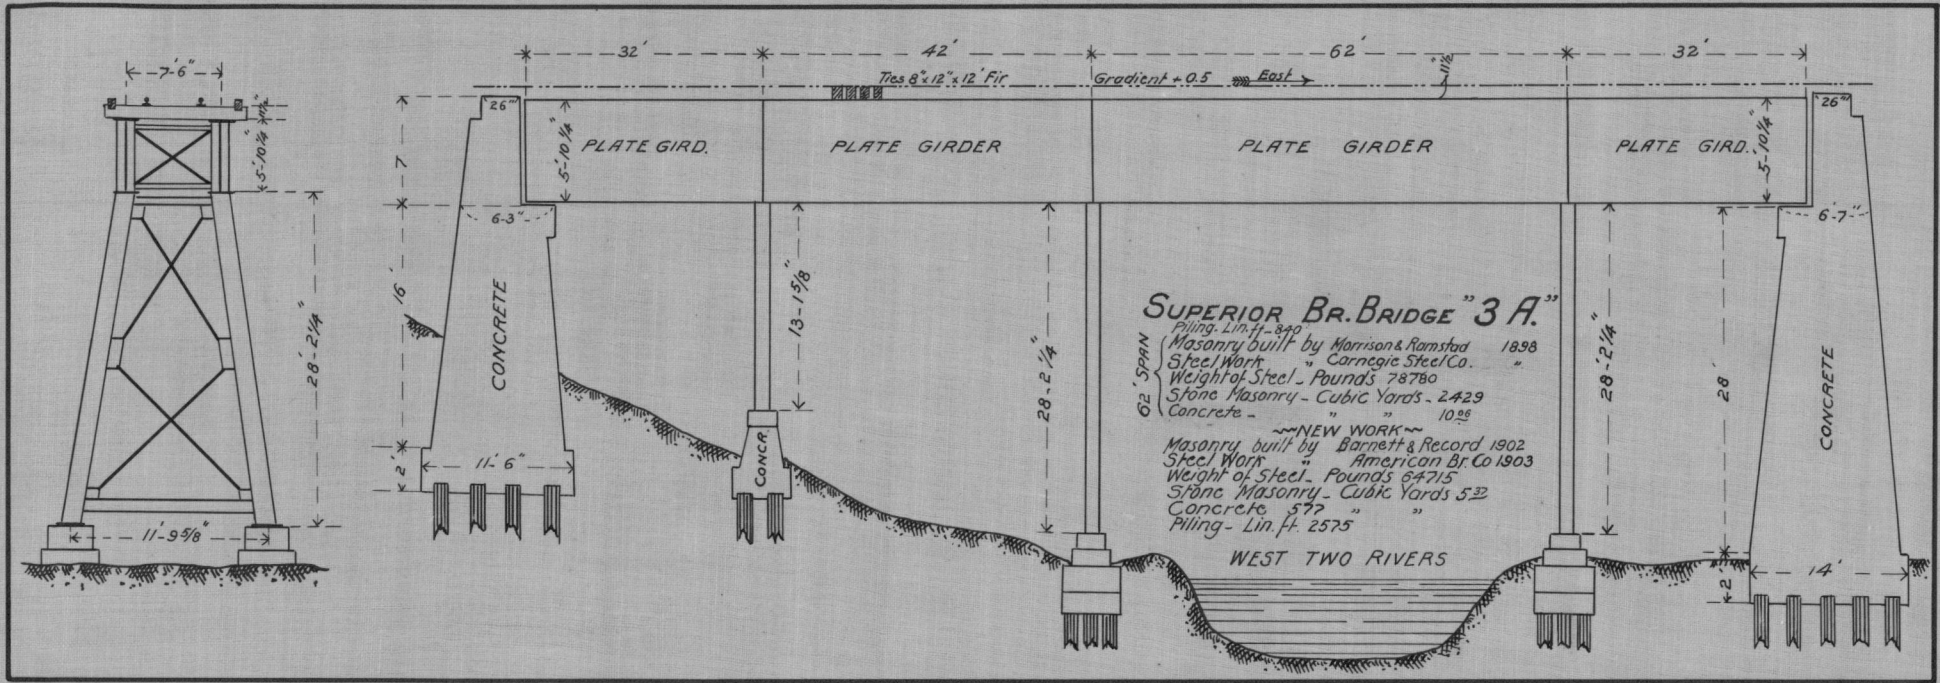 32' 42' 62' 32'
7'-6"
Ties 8"x12"x12' Fir Gradient + 0.5 East
11½"
11½"
5'-10¼"
28'-2¼"
11'-9⅝"
26"
7'
16'
2'
6'-3"
CONCRETE
11'-6"
5'-10¼"
PLATE GIRD. PLATE GIRDER PLATE GIRDER PLATE GIRD.
5'-10¼"
26"
6'-7"
13'-1⅝"
CONCR.
28'-2¼"
SUPERIOR BR. BRIDGE "3 A."
62' SPAN
Piling- Lin. ft.- 840
Masonry built by Morrison & Ramstad 1898
Steel Work " Carnegie Steel Co. "
Weight of Steel - Pounds 78780
Stone Masonry - Cubic Yards - 2429
Concrete - " " 10.06
NEW WORK
Masonry built by Barnett & Record 1902
Steel Work " American Br. Co 1903
Weight of Steel - Pounds 64715
Stone Masonry - Cubic Yards 5.37
Concrete 577 " "
Piling - Lin. ft. 2575
WEST TWO RIVERS
28'-2¼"
28'
2'
CONCRETE
14'